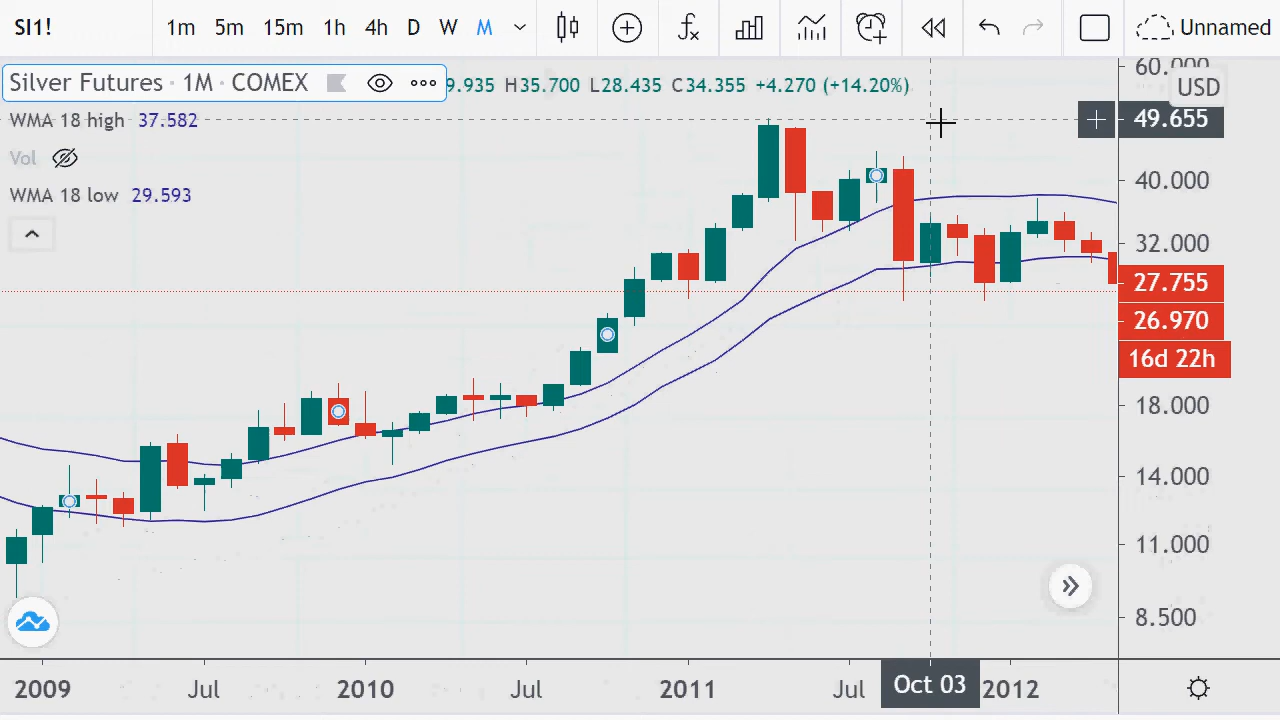 SI1! 1m 5m 15m 1h 4h D W M Unnamed
Silver Futures · 1M · COMEX 9.935 H35.700 L28.435 C34.355 +4.270 (+14.20%)
60.000
USD
WMA 18 high 37.582
49.655
Vol
40.000
WMA 18 low 29.593
32.000
27.755
26.970
16d 22h
18.000
14.000
11.000
8.500
2009 Jul 2010 Jul 2011 Jul Oct 03 2012